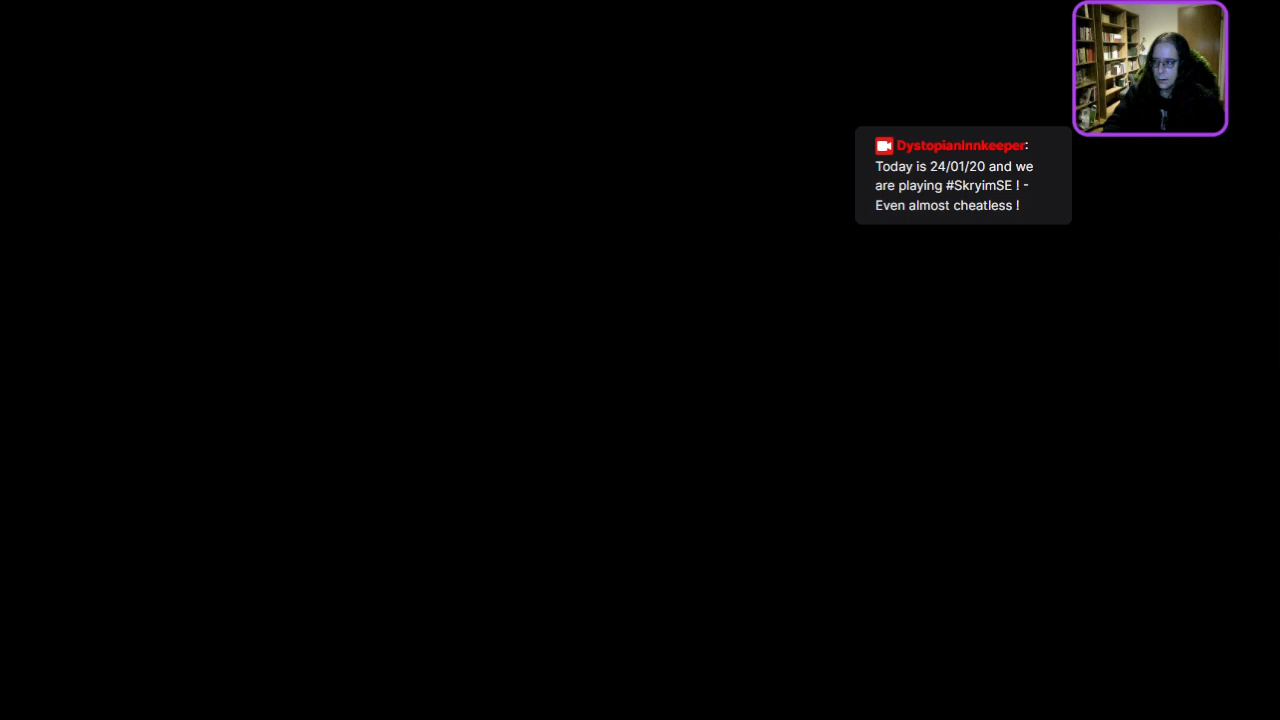 DystopianInnkeeper:
Today is 24/01/20 and we
are playing #SkryimSE ! -
Even almost cheatless !